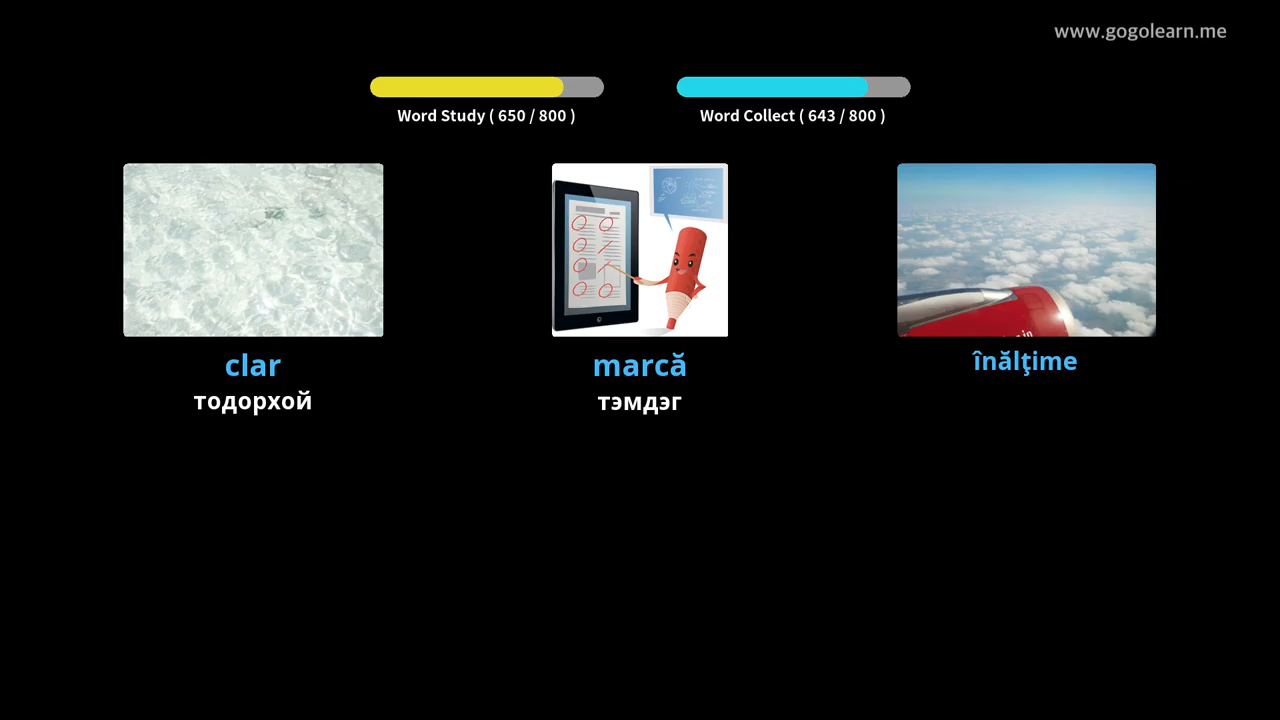 www.gogolearn.me
Word Study ( 650 / 800 )
Word Collect ( 643 / 800 )
clar
marcă
înălţime
тодорхой
тэмдэг